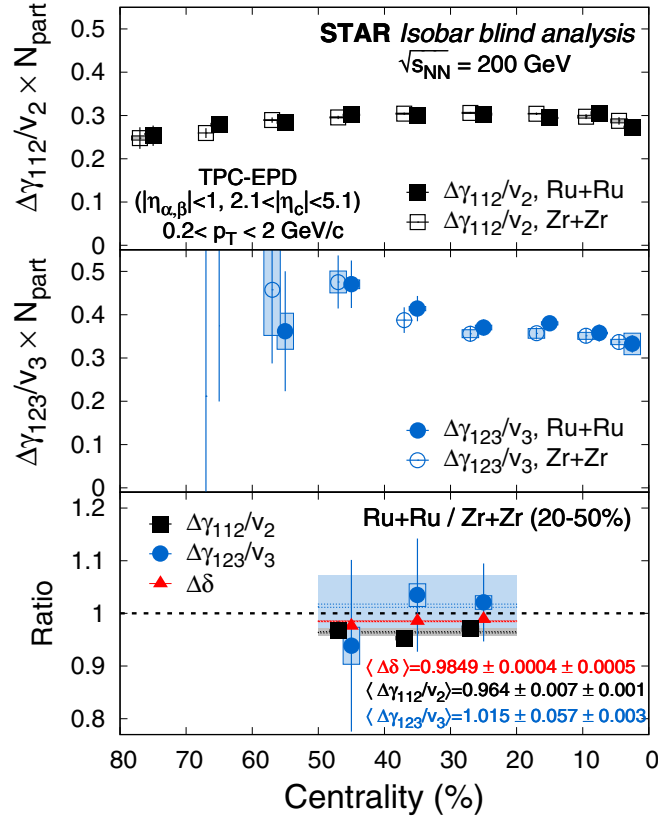 STAR Isobar blind analysis
√sNN = 200 GeV
Δγ112/v2 × Npart
0.5
0.4
0.3
0.2
0.1
0
TPC-EPD
(|ηα,β|<1, 2.1<|ηc|<5.1)
0.2< pT < 2 GeV/c
Δγ112/v2, Ru+Ru
Δγ112/v2, Zr+Zr
Δγ123/v3 × Npart
0.5
0.4
0.3
0.2
0.1
0
Δγ123/v3, Ru+Ru
Δγ123/v3, Zr+Zr
Ratio
1.2
1.1
1
0.9
0.8
Δγ112/v2
Δγ123/v3
Δδ
Ru+Ru / Zr+Zr (20-50%)
⟨ Δδ ⟩=0.9849 ± 0.0004 ± 0.0005
⟨ Δγ112/v2⟩=0.964 ± 0.007 ± 0.001
⟨ Δγ123/v3⟩=1.015 ± 0.057 ± 0.003
80 70 60 50 40 30 20 10 0
Centrality (%)